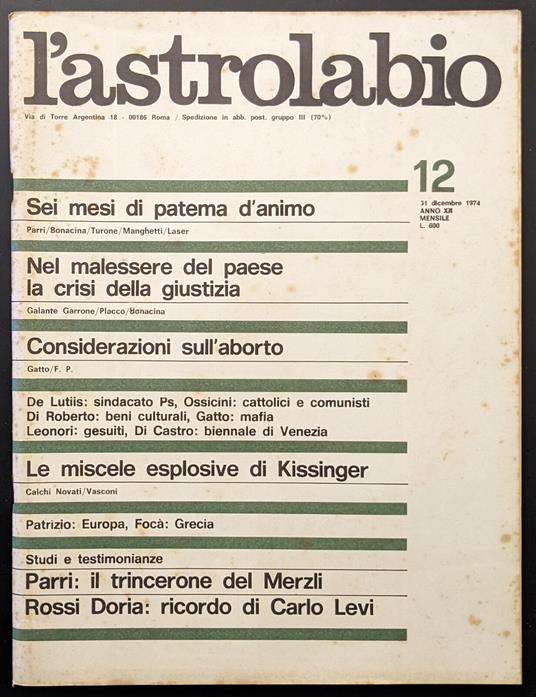 l'astrolabio
Via di Torre Argentina 18 - 00186 Roma / Spedizione in abb. post. gruppo III (70%)
12
31 dicembre 1974
ANNO XII
MENSILE
L. 600
Sei mesi di patema d'animo
Parri/Bonacina/Turone/Manghetti/Laser
Nel malessere del paese
la crisi della giustizia
Galante Garrone/Placco/Bonacina
Considerazioni sull'aborto
Gatto/F. P.
De Lutiis: sindacato Ps, Ossicini: cattolici e comunisti
Di Roberto: beni culturali, Gatto: mafia
Leonori: gesuiti, Di Castro: biennale di Venezia
Le miscele esplosive di Kissinger
Calchi Novati/Vasconi
Patrizio: Europa, Focà: Grecia
Studi e testimonianze
Parri: il trincerone del Merzli
Rossi Doria: ricordo di Carlo Levi